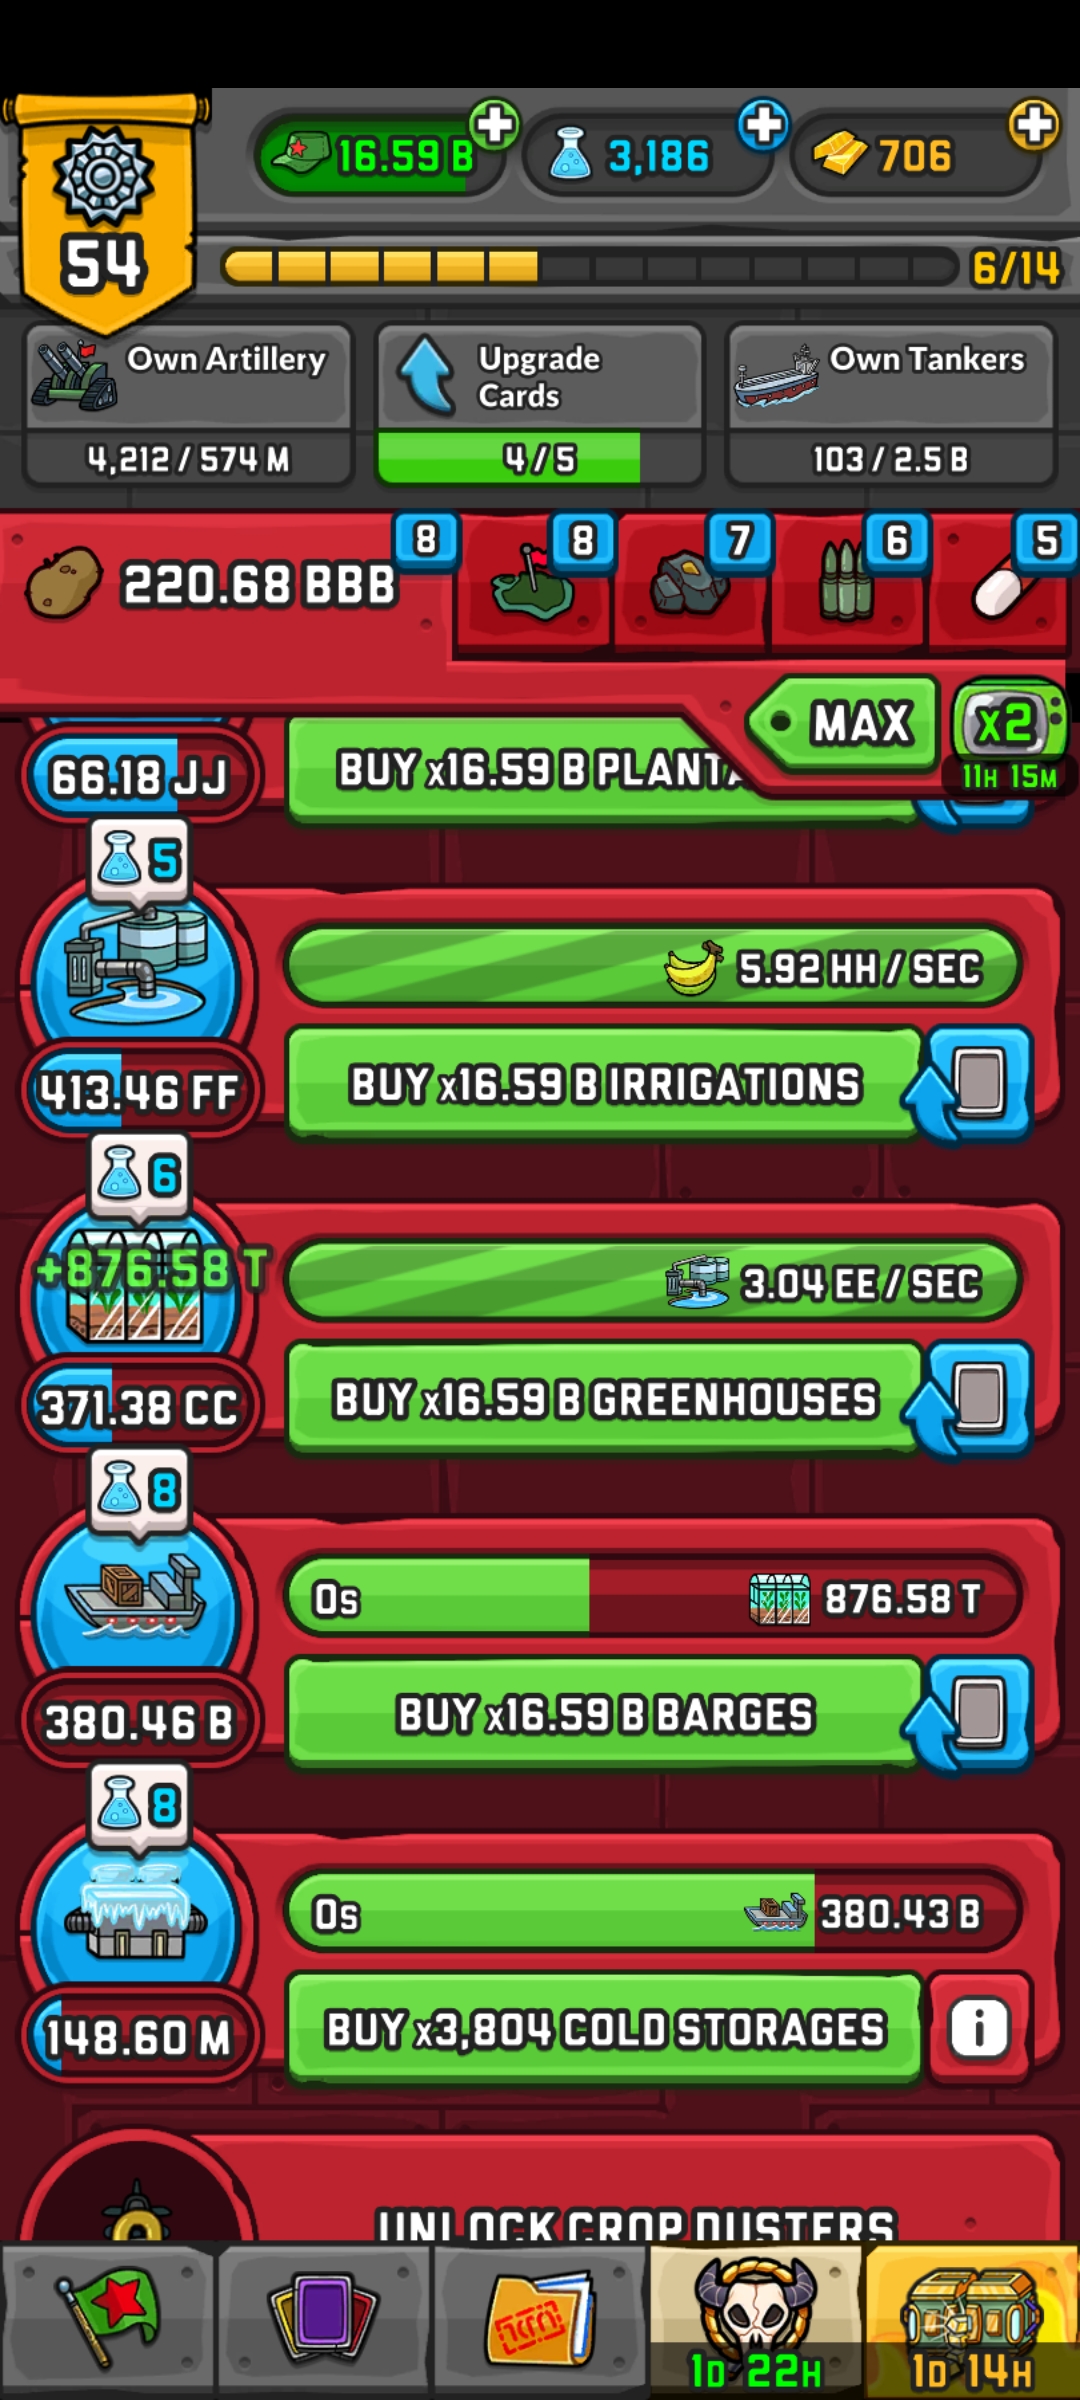 16.59 B
3,186
706
54
6/14
Own Artillery
4,212 / 574 M
Upgrade
Cards
4 / 5
Own Tankers
103 / 2.5 B
220.68 BBB
8
8
7
6
5
MAX
x2
11H 15M
66.18 JJ
BUY x16.59 B PLANTA
5
5.92 HH / SEC
413.46 FF
BUY x16.59 B IRRIGATIONS
6
+876.58 T
3.04 EE / SEC
371.38 CC
BUY x16.59 B GREENHOUSES
8
0s
876.58 T
380.46 B
BUY x16.59 B BARGES
8
0s
380.43 B
148.60 M
BUY x3,804 COLD STORAGES
i
UNLOCK CROP DUSTERS
1D 22H
1D 14H